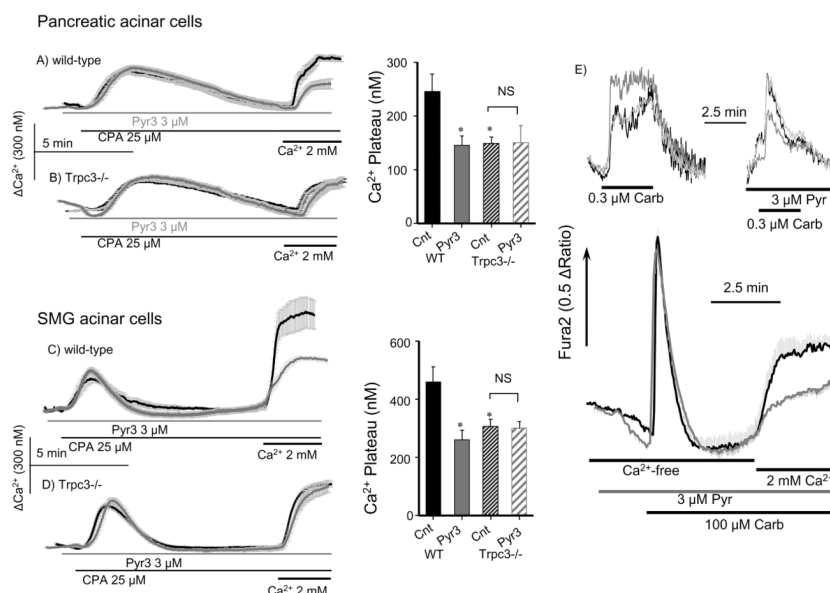 Pancreatic acinar cells
A) wild-type
Pyr3 3 µM
CPA 25 µM
Ca²⁺ 2 mM
5 min
ΔCa²⁺ (300 nM)
B) Trpc3-/-
Pyr3 3 µM
CPA 25 µM
Ca²⁺ 2 mM
SMG acinar cells
C) wild-type
Pyr3 3 µM
CPA 25 µM
Ca²⁺ 2 mM
5 min
ΔCa²⁺ (300 nM)
D) Trpc3-/-
Pyr3 3 µM
CPA 25 µM
Ca²⁺ 2 mM
Ca²⁺ Plateau (nM)
300
200
100
0
* *
NS
Cnt Pyr3 Cnt Pyr3
WT Trpc3-/-
Ca²⁺ Plateau (nM)
600
400
200
0
* *
NS
Cnt Pyr3 Cnt Pyr3
WT Trpc3-/-
E)
2.5 min
0.3 µM Carb
3 µM Pyr
0.3 µM Carb
Fura2 (0.5 ΔRatio)
2.5 min
Ca²⁺-free
2 mM Ca²⁺
3 µM Pyr
100 µM Carb